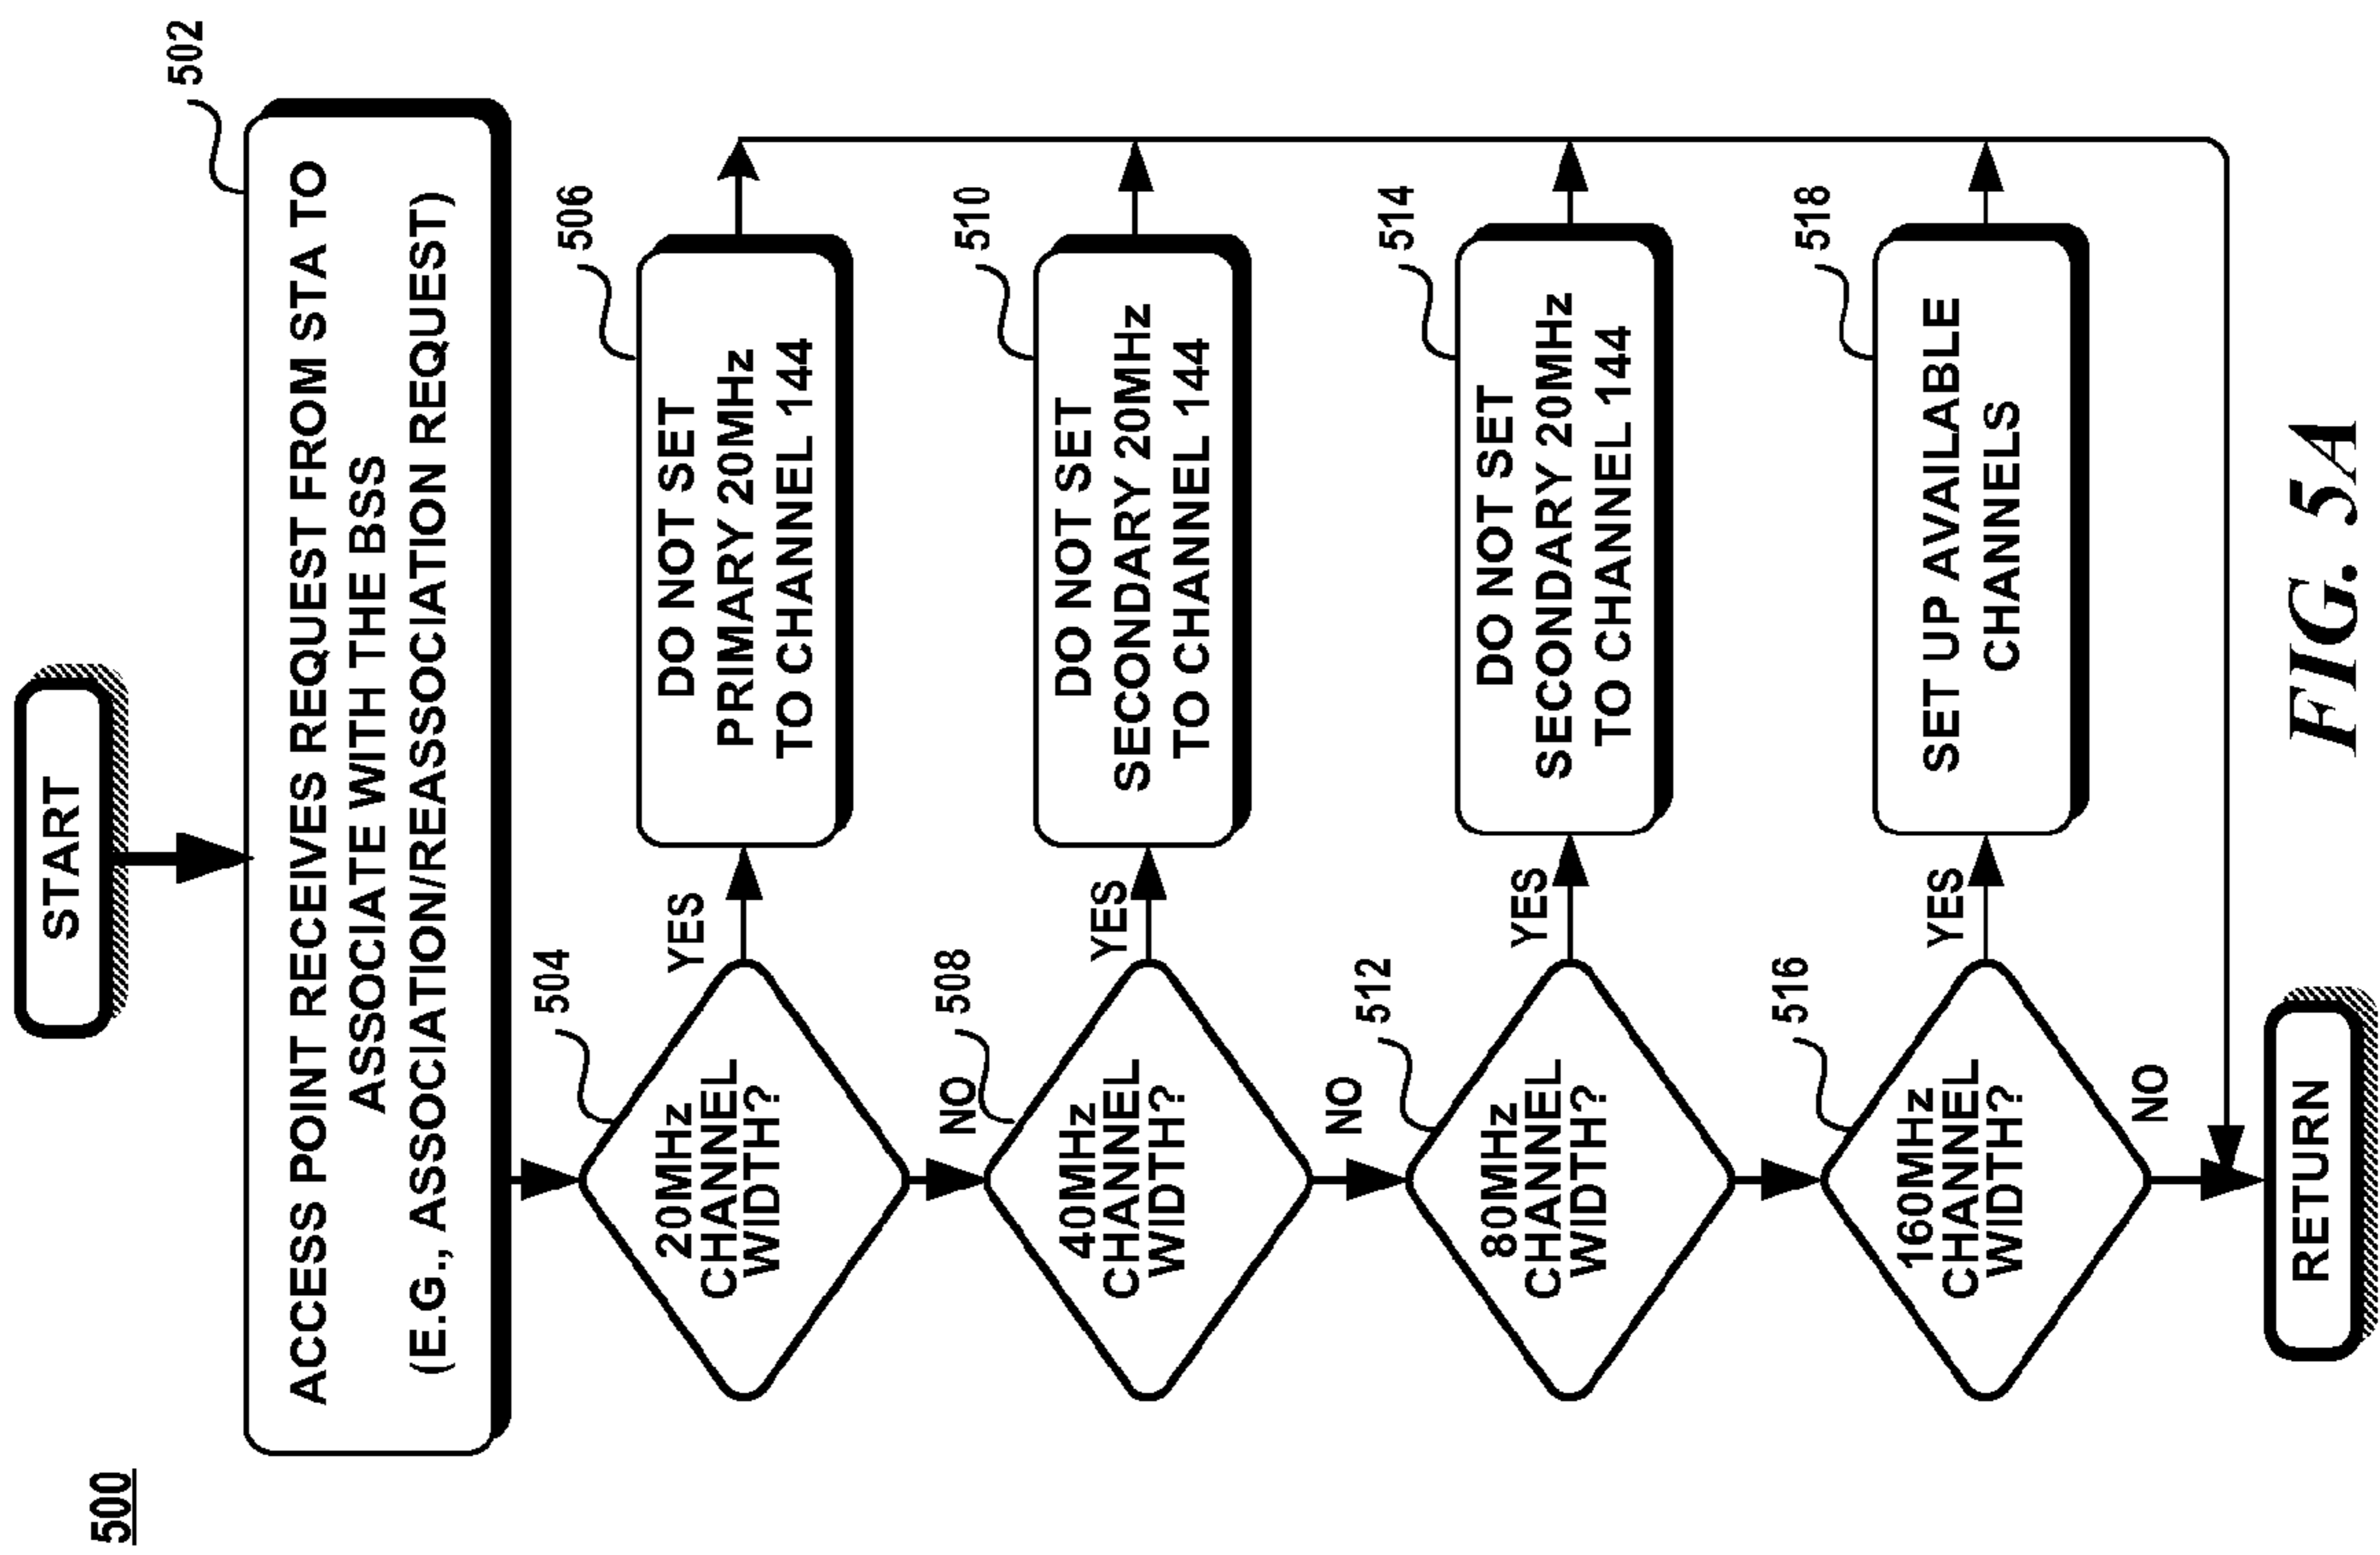 500
START
502
ACCESS POINT RECEIVES REQUEST FROM STA TO
ASSOCIATE WITH THE BSS
(E.G., ASSOCIATION/REASSOCIATION REQUEST)
504
20MHz
CHANNEL
WIDTH?
YES
506
DO NOT SET
PRIMARY 20MHz
TO CHANNEL 144
NO
508
40MHz
CHANNEL
WIDTH?
YES
510
DO NOT SET
SECONDARY 20MHz
TO CHANNEL 144
NO
512
80MHz
CHANNEL
WIDTH?
YES
514
DO NOT SET
SECONDARY 20MHz
TO CHANNEL 144
516
160MHz
CHANNEL
WIDTH?
YES
518
SET UP AVAILABLE
CHANNELS
NO
RETURN
FIG. 5A